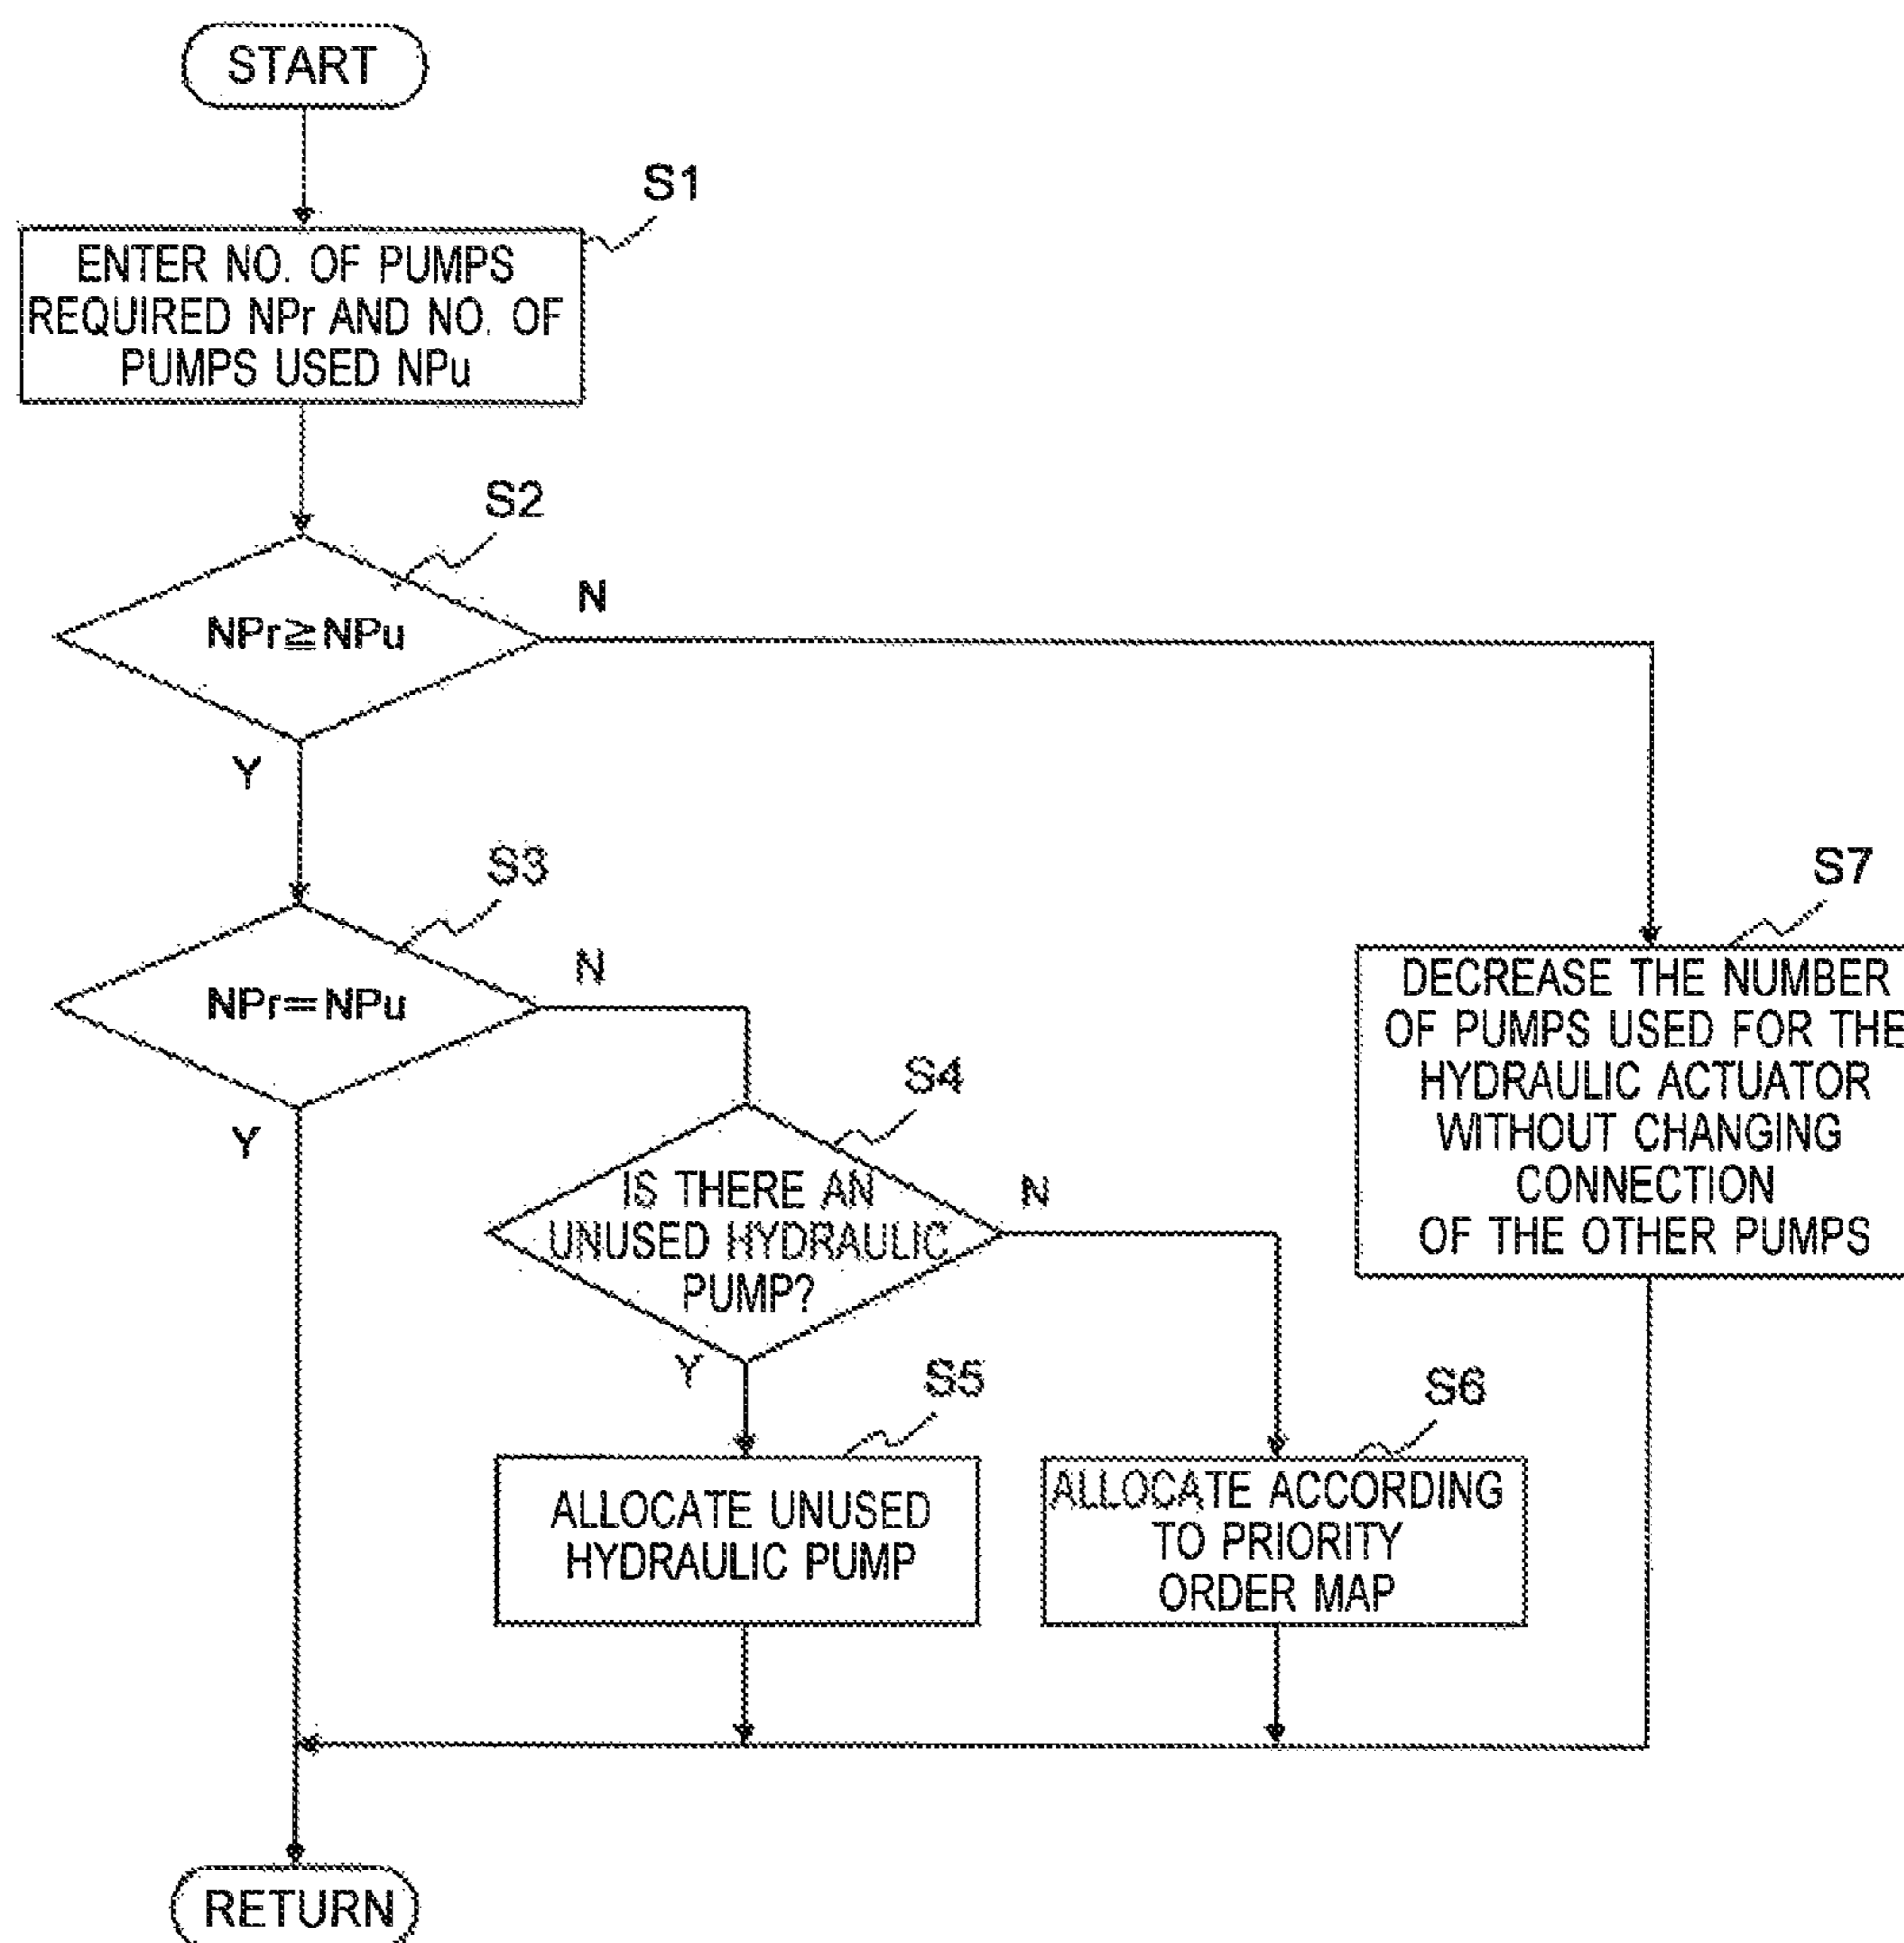 START
S1
ENTER NO. OF PUMPS
REQUIRED NPr AND NO. OF
PUMPS USED NPu
S2
N
NPr≧NPu
Y
S3
N
NPr=NPu
Y
S7
DECREASE THE NUMBER
OF PUMPS USED FOR THE
HYDRAULIC ACTUATOR
WITHOUT CHANGING
CONNECTION
OF THE OTHER PUMPS
S4
N
IS THERE AN
UNUSED HYDRAULIC
PUMP?
Y
S5
ALLOCATE UNUSED
HYDRAULIC PUMP
S6
ALLOCATE ACCORDING
TO PRIORITY
ORDER MAP
RETURN